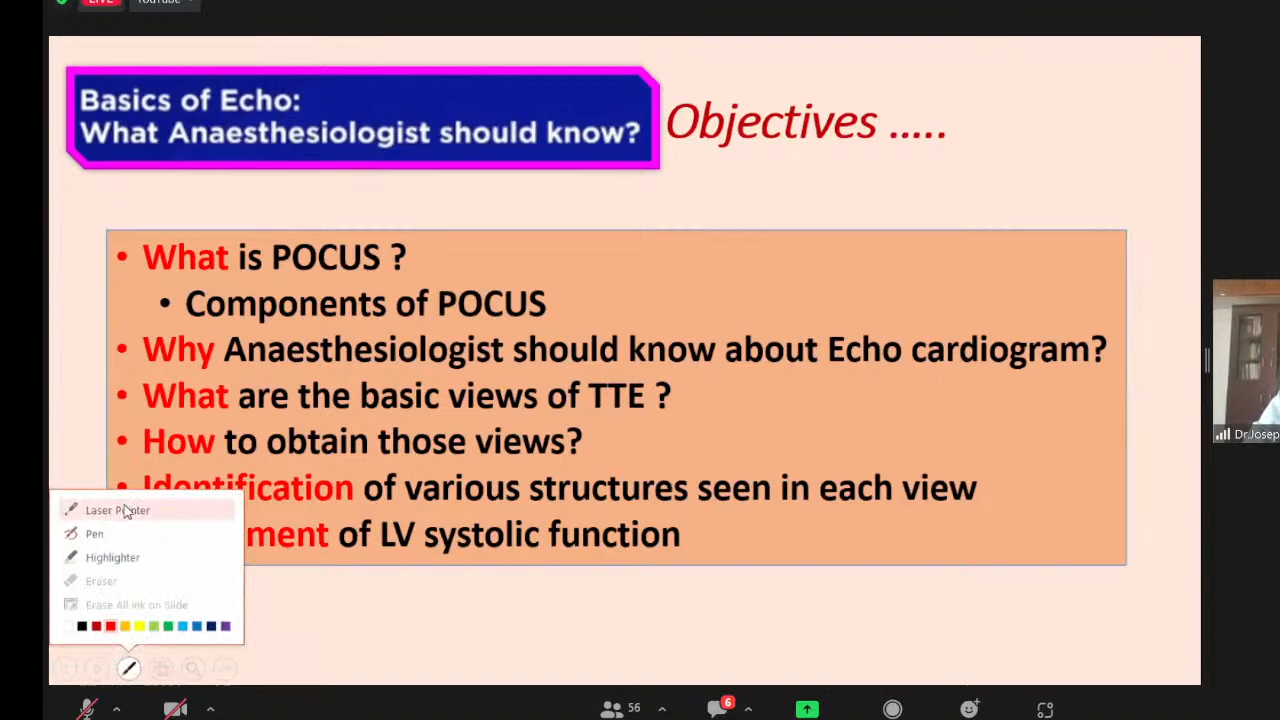 LIVE
YouTube
Basics of Echo:
What Anaesthesiologist should know?
Objectives .....
• What is POCUS ?
• Components of POCUS
• Why Anaesthesiologist should know about Echo cardiogram?
• What are the basic views of TTE ?
• How to obtain those views?
• Identification of various structures seen in each view
ment of LV systolic function
Laser Pointer
Pen
Highlighter
Eraser
Erase All Ink on Slide
Dr.Josep
56
6